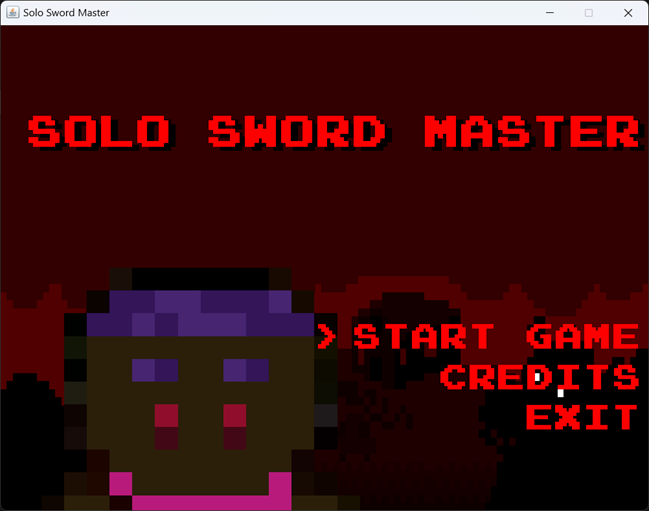 Solo Sword Master
SOLO SWORD MASTER
> START GAME
CREDITS
EXIT